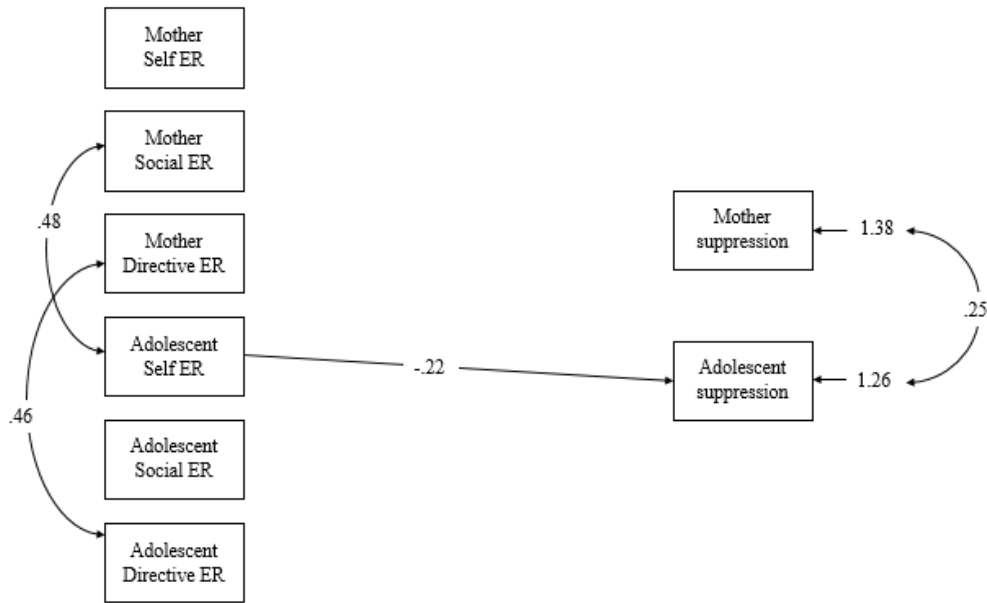 Mother
Self ER
Mother
Social ER
.48
Mother
Directive ER
Mother
suppression
1.38
.25
Adolescent
Self ER
-.22
Adolescent
suppression
1.26
.46
Adolescent
Social ER
Adolescent
Directive ER